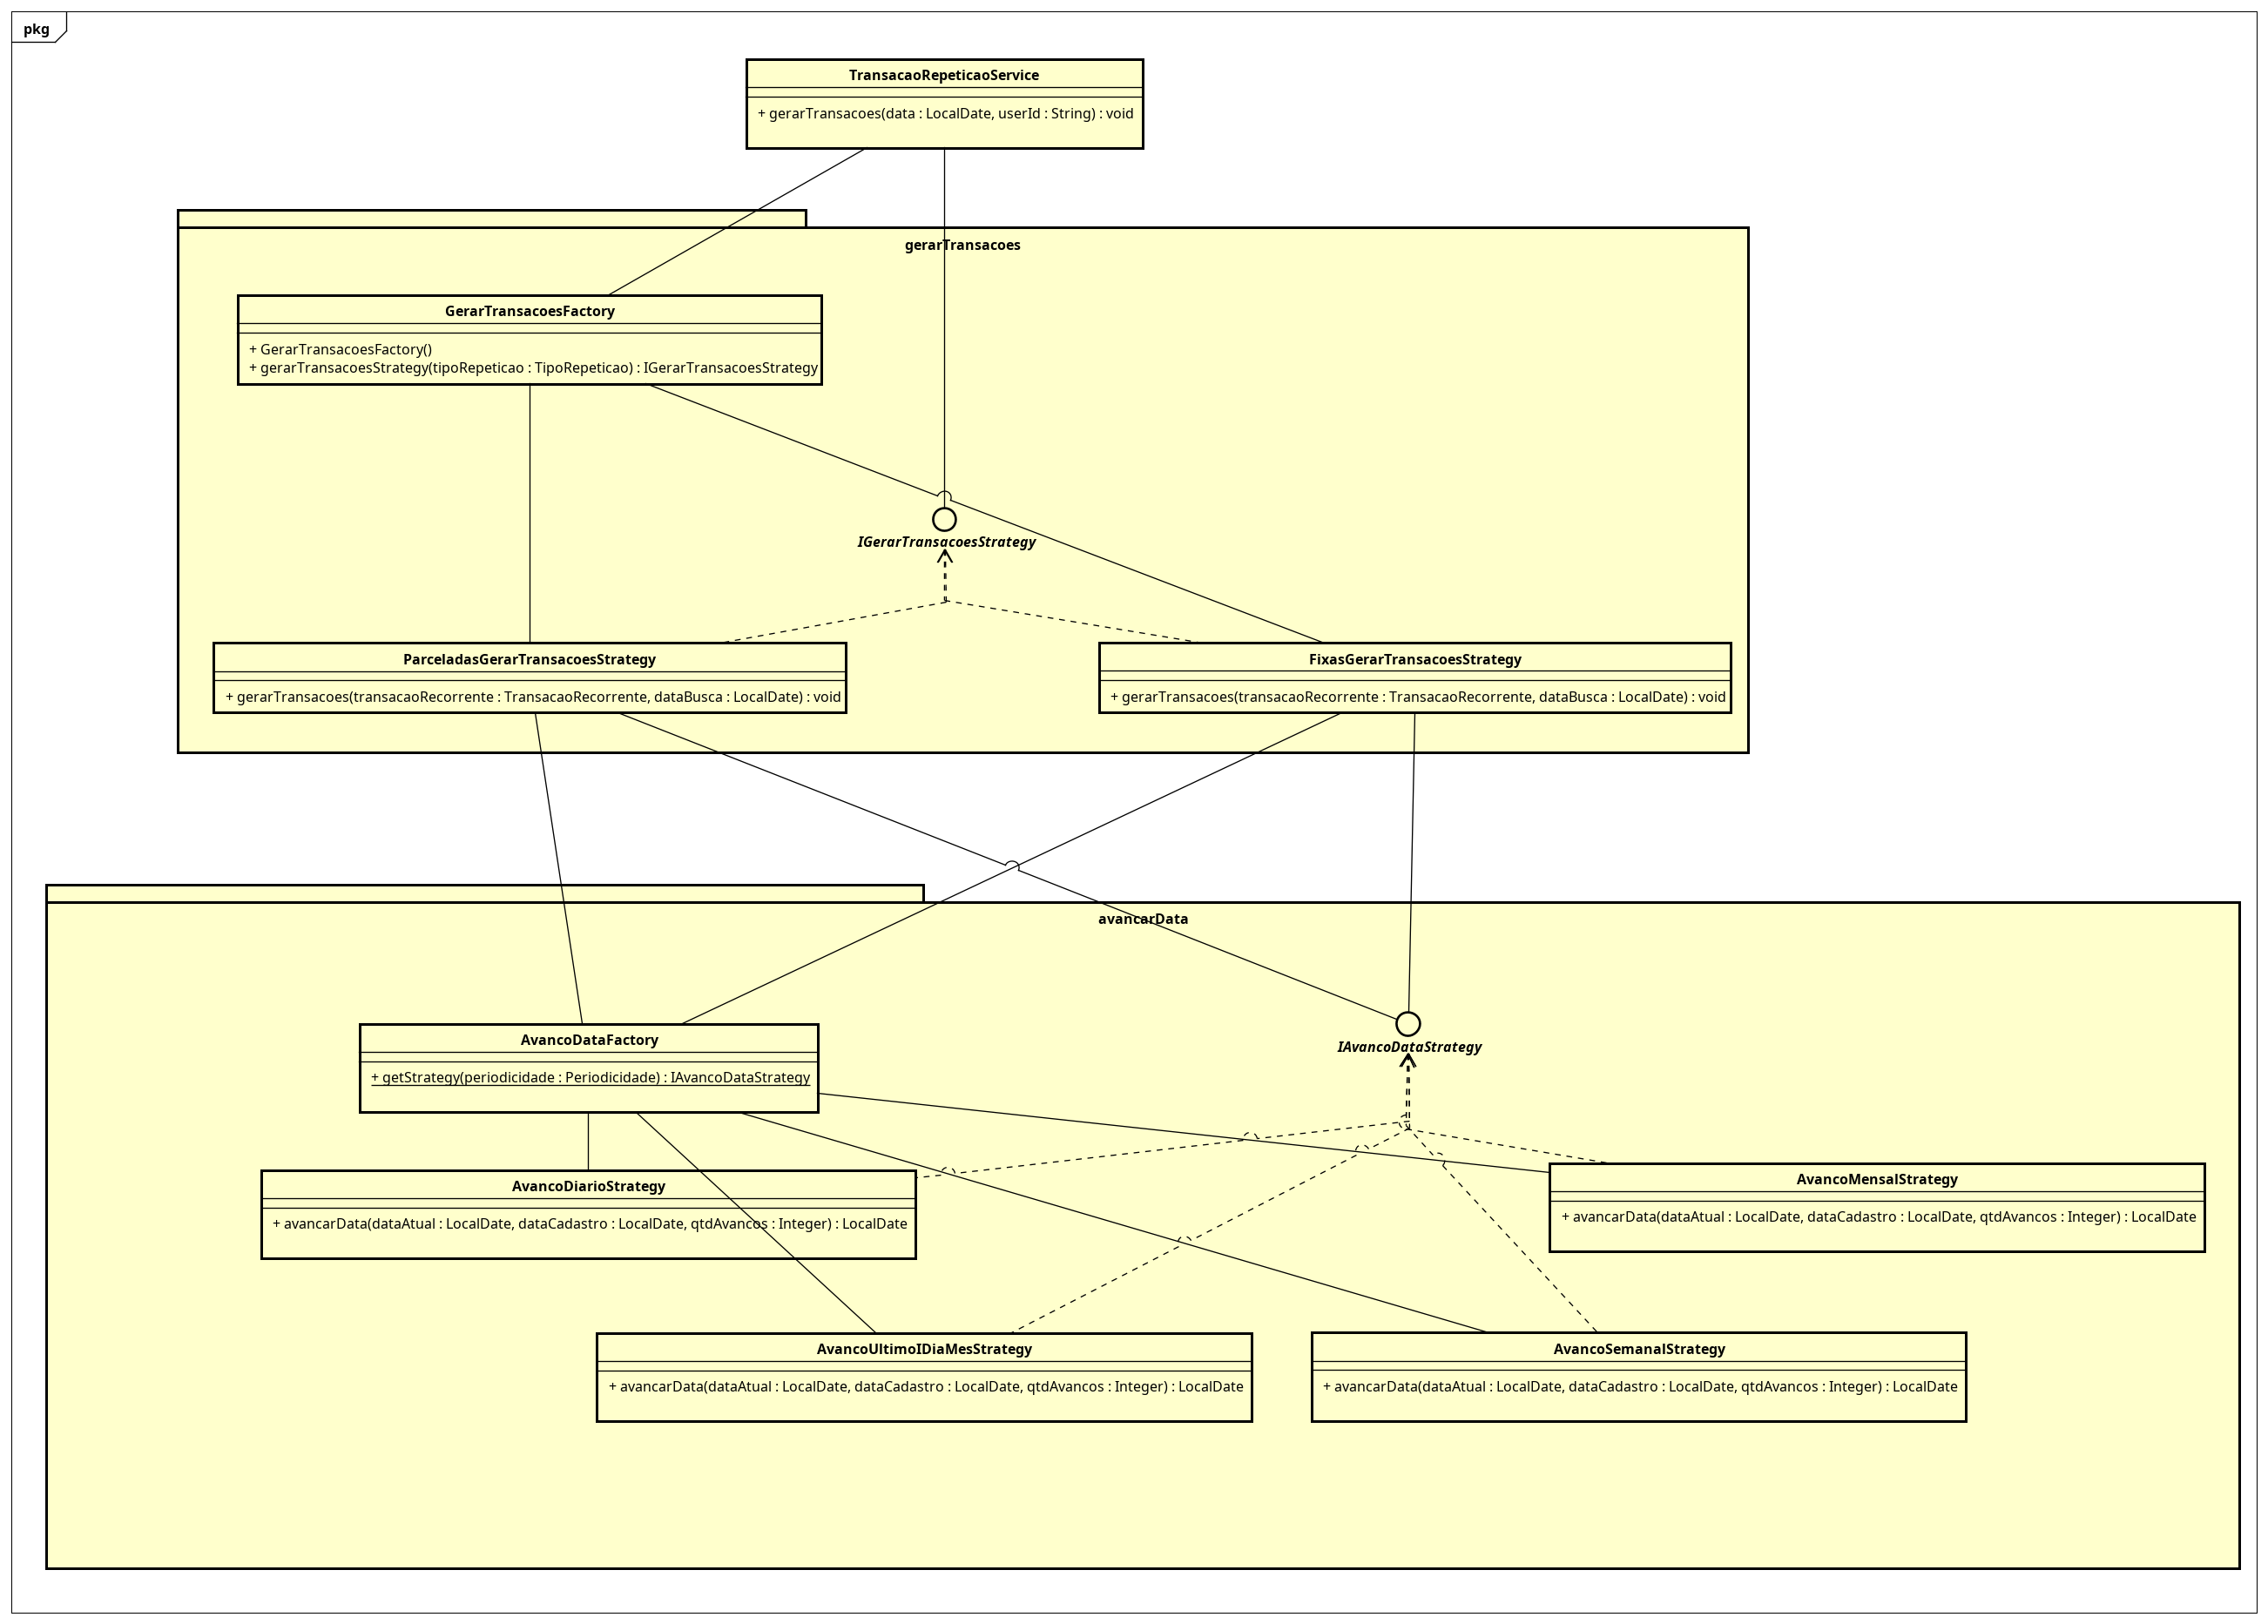 pkg
TransacaoRepeticaoService
+ gerarTransacoes(data : LocalDate, userId : String) : void
gerarTransacoes
GerarTransacoesFactory
+ GerarTransacoesFactory()
+ gerarTransacoesStrategy(tipoRepeticao : TipoRepeticao) : IGerarTransacoesStrategy
IGerarTransacoesStrategy
ParceladasGerarTransacoesStrategy
+ gerarTransacoes(transacaoRecorrente : TransacaoRecorrente, dataBusca : LocalDate) : void
FixasGerarTransacoesStrategy
+ gerarTransacoes(transacaoRecorrente : TransacaoRecorrente, dataBusca : LocalDate) : void
avancarData
AvancoDataFactory
+ getStrategy(periodicidade : Periodicidade) : IAvancoDataStrategy
IAvancoDataStrategy
AvancoDiarioStrategy
+ avancarData(dataAtual : LocalDate, dataCadastro : LocalDate, qtdAvancos : Integer) : LocalDate
AvancoMensalStrategy
+ avancarData(dataAtual : LocalDate, dataCadastro : LocalDate, qtdAvancos : Integer) : LocalDate
AvancoUltimoIDiaMesStrategy
+ avancarData(dataAtual : LocalDate, dataCadastro : LocalDate, qtdAvancos : Integer) : LocalDate
AvancoSemanalStrategy
+ avancarData(dataAtual : LocalDate, dataCadastro : LocalDate, qtdAvancos : Integer) : LocalDate